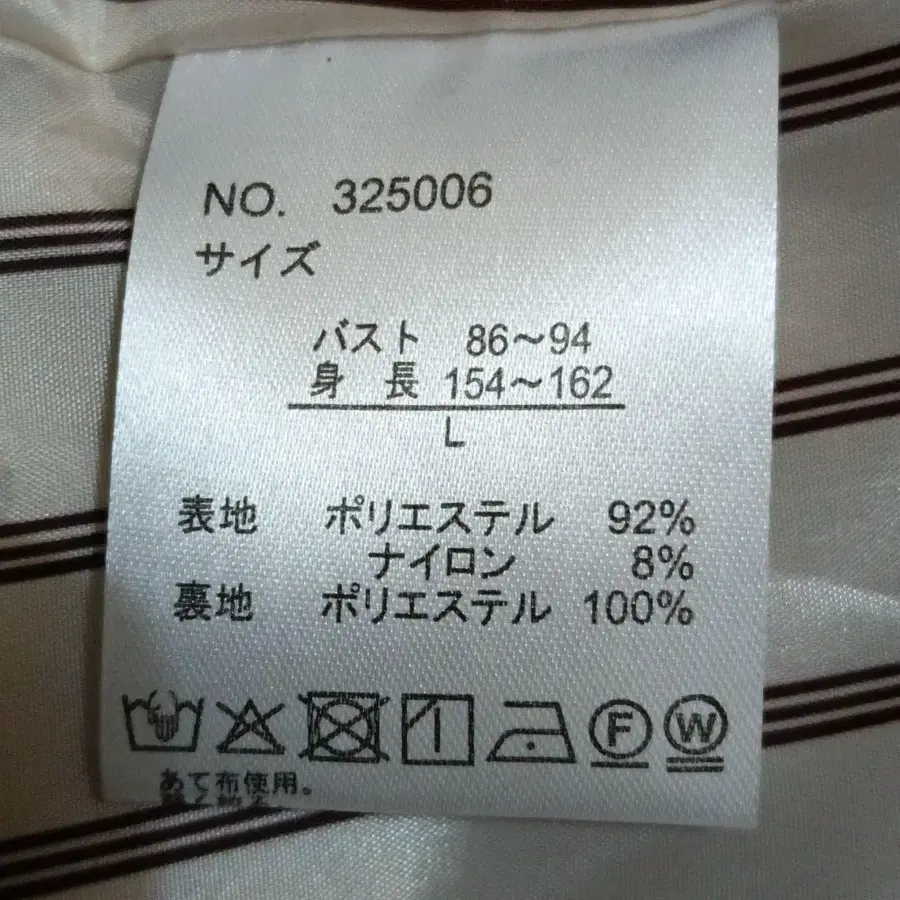 NO. 325006
サイズ
バスト 86～94
身 長 154～162
L
表地 ポリエステル 92%
ナイロン 8%
裏地 ポリエステル 100%
F W
あて布使用。